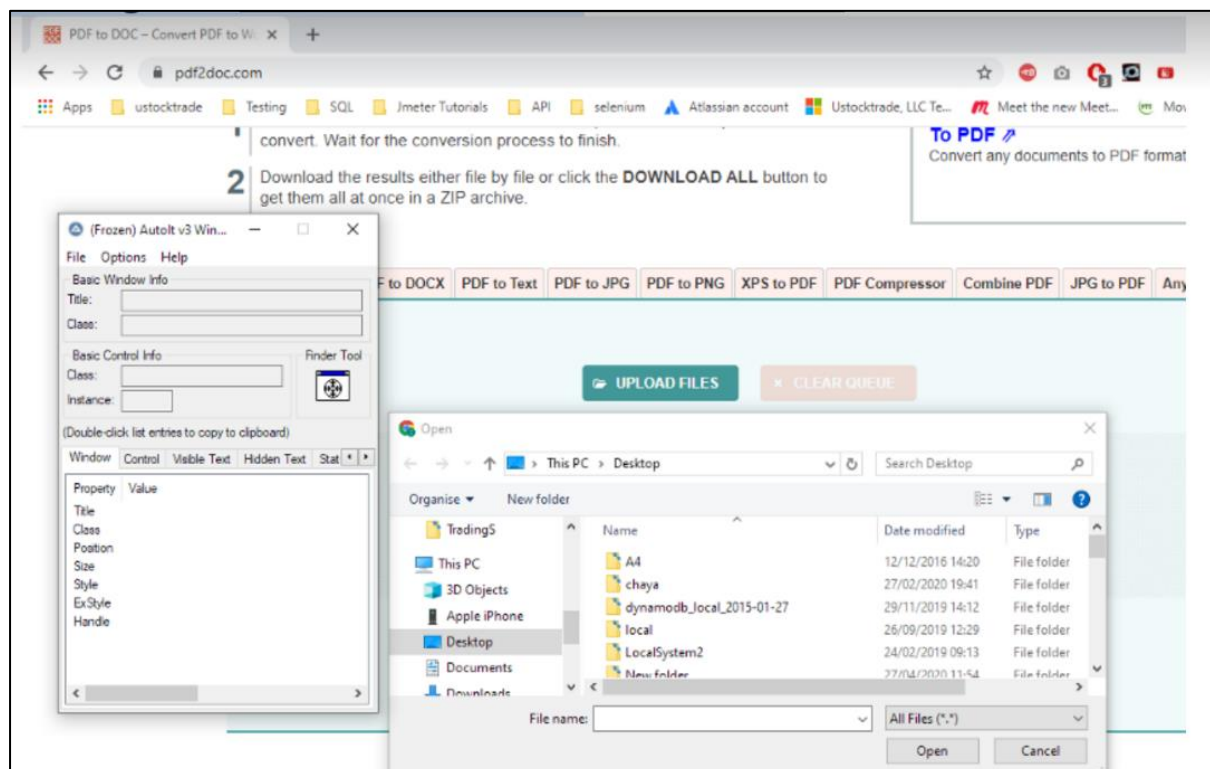 PDF to DOC – Convert PDF to W
pdf2doc.com
Apps ustocktrade Testing SQL Jmeter Tutorials API selenium Atlassian account Ustocktrade, LLC Te... Meet the new Meet... Mov
convert. Wait for the conversion process to finish.
2 Download the results either file by file or click the DOWNLOAD ALL button to
get them all at once in a ZIP archive.
To PDF
Convert any documents to PDF format
F to DOCX PDF to Text PDF to JPG PDF to PNG XPS to PDF PDF Compressor Combine PDF JPG to PDF Any
UPLOAD FILES CLEAR QUEUE
(Frozen) AutoIt v3 Win...
File Options Help
Basic Window Info
Title:
Class:
Basic Control Info Finder Tool
Class:
Instance:
(Double-click list entries to copy to clipboard)
Window Control Visible Text Hidden Text Stat
Property Value
Title
Class
Position
Size
Style
ExStyle
Handle
Open
This PC Desktop Search Desktop
Organise New folder
TradingS
This PC
3D Objects
Apple iPhone
Desktop
Documents
Downloads
Name Date modified Type
A4 12/12/2016 14:20 File folder
chaya 27/02/2020 19:41 File folder
dynamodb_local_2015-01-27 29/11/2019 14:12 File folder
local 26/09/2019 12:29 File folder
LocalSystem2 24/02/2019 09:13 File folder
New folder 27/04/2020 11:54 File folder
File name: All Files (*.*)
Open Cancel